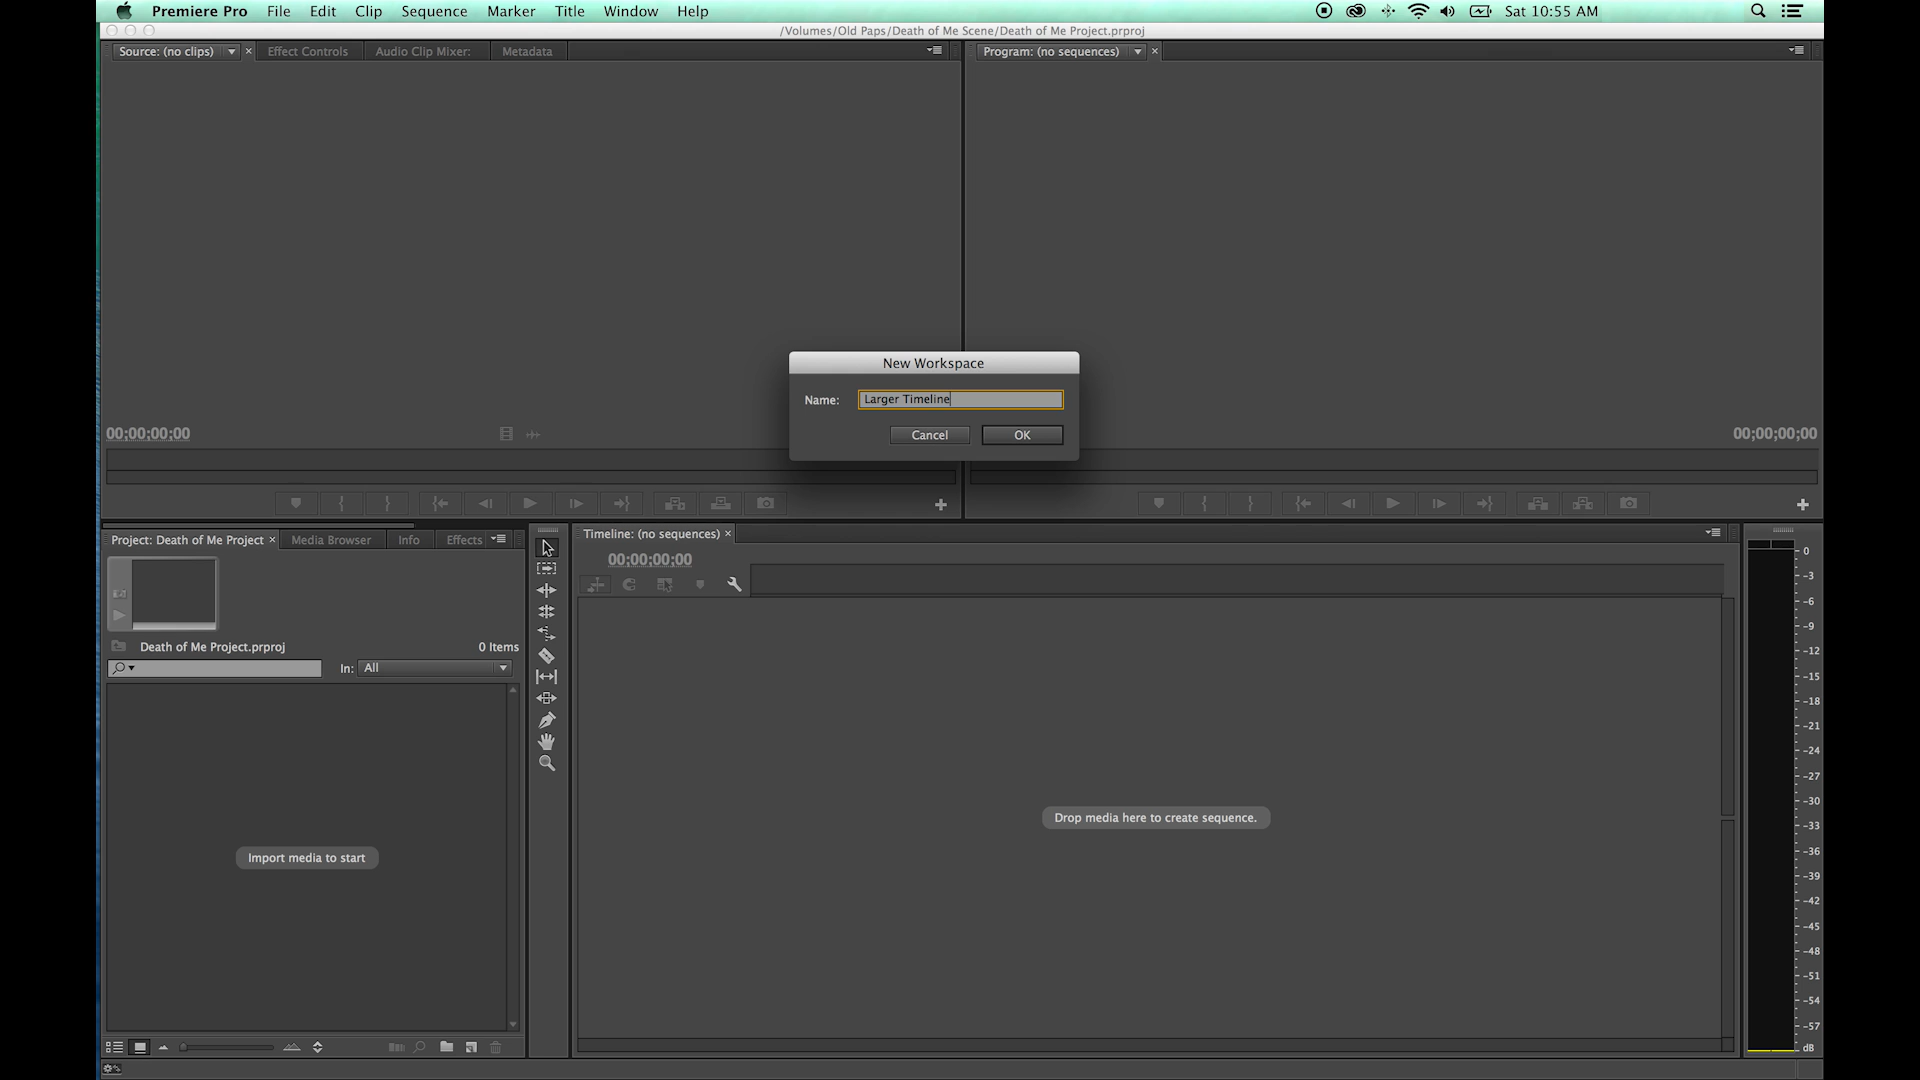 Premiere Pro File Edit Clip Sequence Marker Title Window Help Sat 10:55 AM
/Volumes/Old Paps/Death of Me Scene/Death of Me Project.prproj
Source: (no clips) Effect Controls Audio Clip Mixer: Metadata
Program: (no sequences)
New Workspace
Name: Larger Timeline
Cancel OK
00;00;00;00
00;00;00;00
Project: Death of Me Project Media Browser Info Effects
Death of Me Project.prproj 0 Items
In: All
Import media to start
Timeline: (no sequences)
00;00;00;00
Drop media here to create sequence.
0
-3
-6
-9
-12
-15
-18
-21
-24
-27
-30
-33
-36
-39
-42
-45
-48
-51
-54
-57
dB